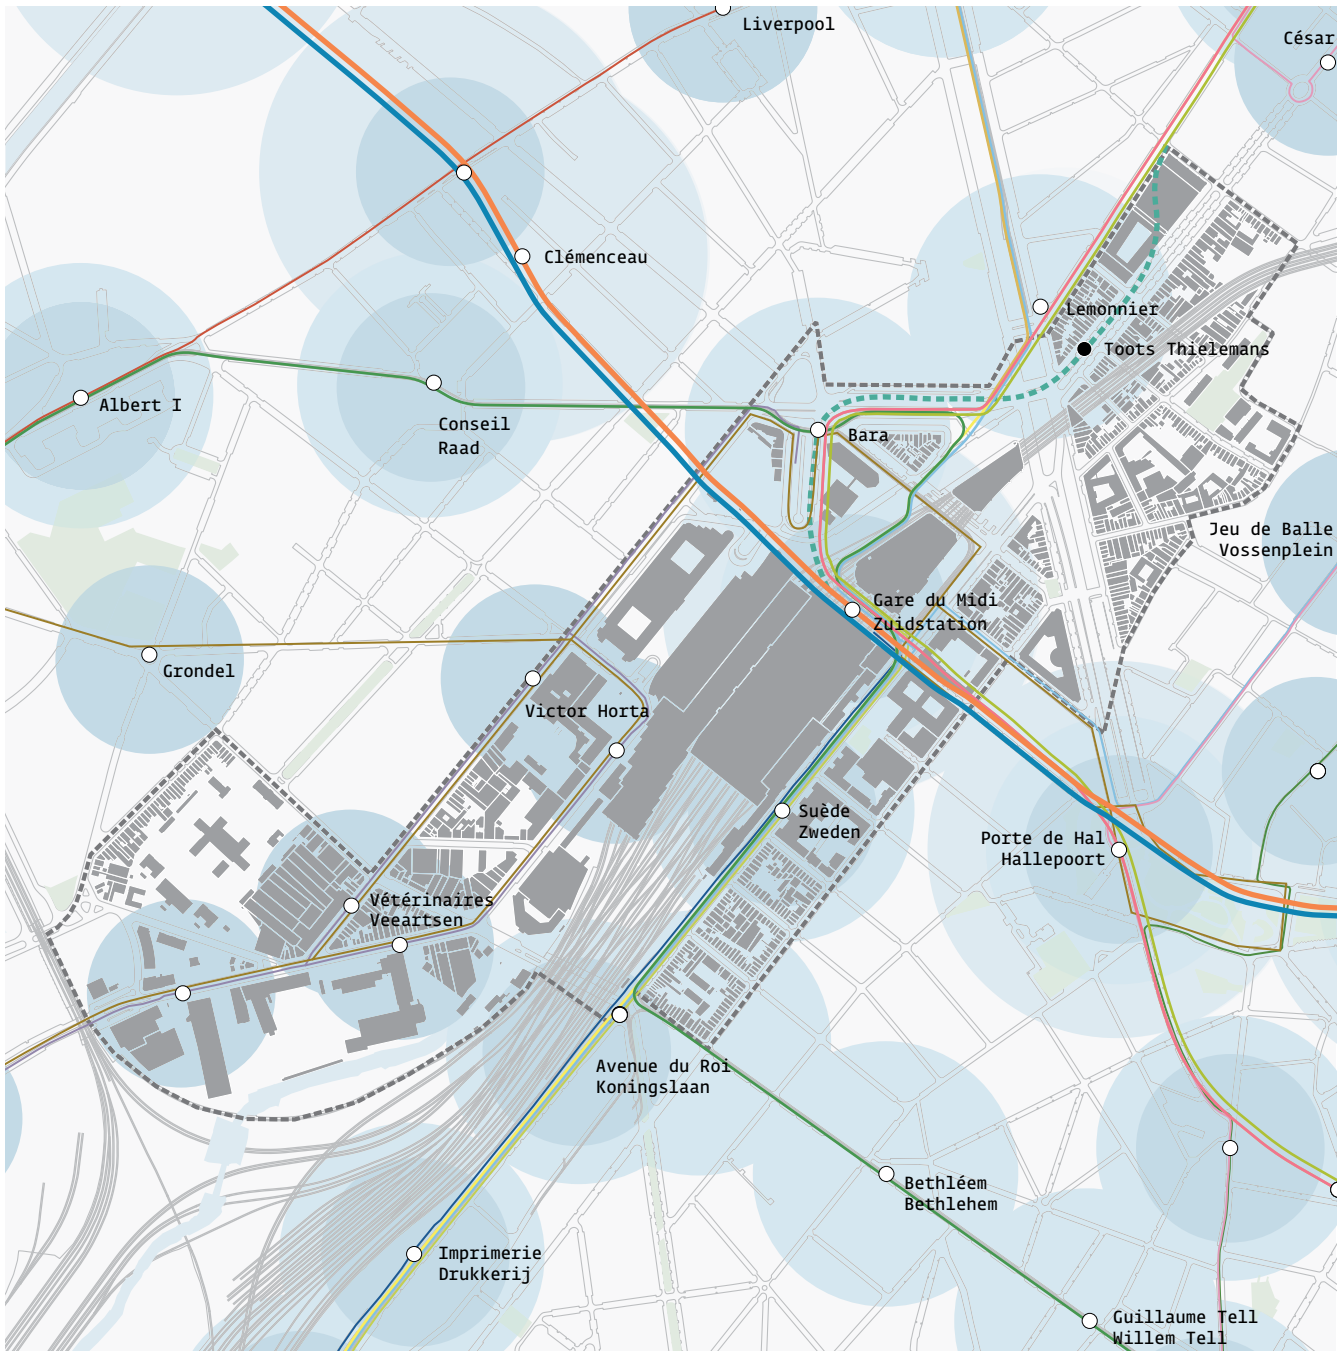 Liverpool
César
Clémenceau
Lemonnier
Toots Thielemans
Albert I
Conseil
Raad
Bara
Jeu de Balle
Vossenplein
Gare du Midi
Zuidstation
Grondel
Victor Horta
Suède
Zweden
Porte de Hal
Hallepoort
Vétérinaires
Veeartsen
Avenue du Roi
Koningslaan
Bethléem
Bethlehem
Imprimerie
Drukkerij
Guillaume Tell
Willem Tell